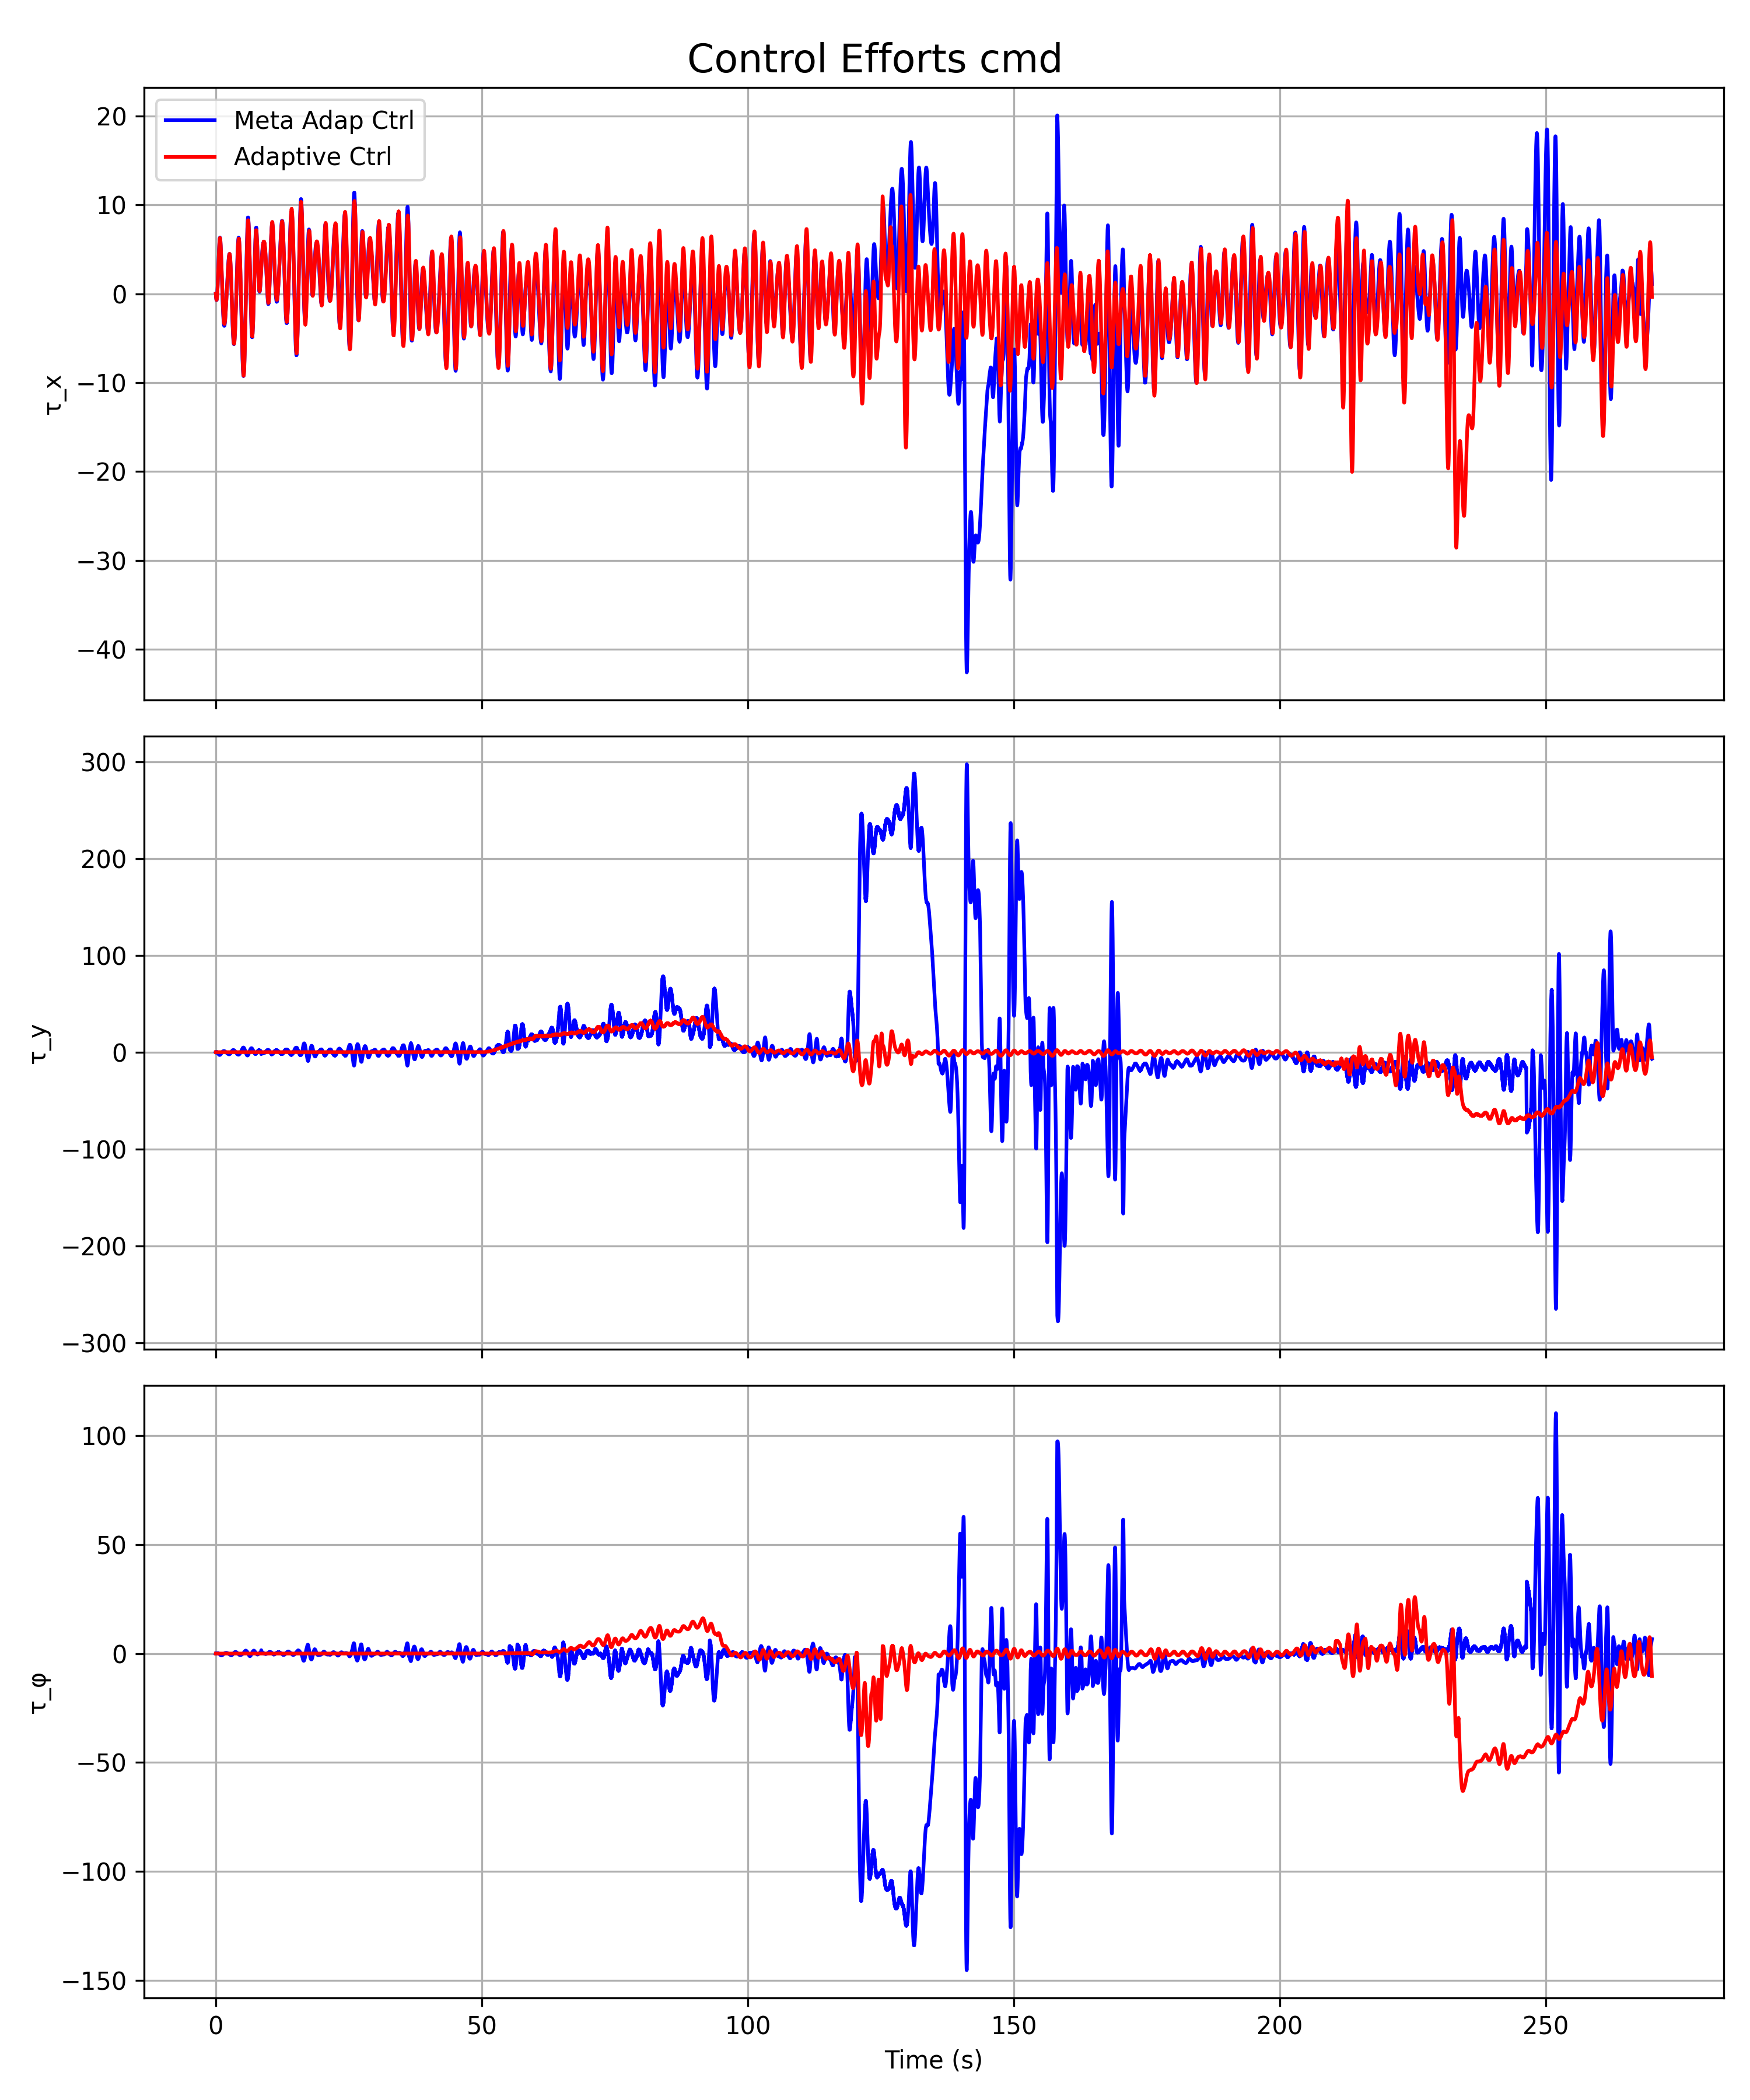 Control Efforts cmd
Meta Adap Ctrl
Adaptive Ctrl
20
10
0
−10
−20
−30
−40
τ_x
300
200
100
0
−100
−200
−300
τ_y
100
50
0
−50
−100
−150
τ_φ
0 50 100 150 200 250
Time (s)